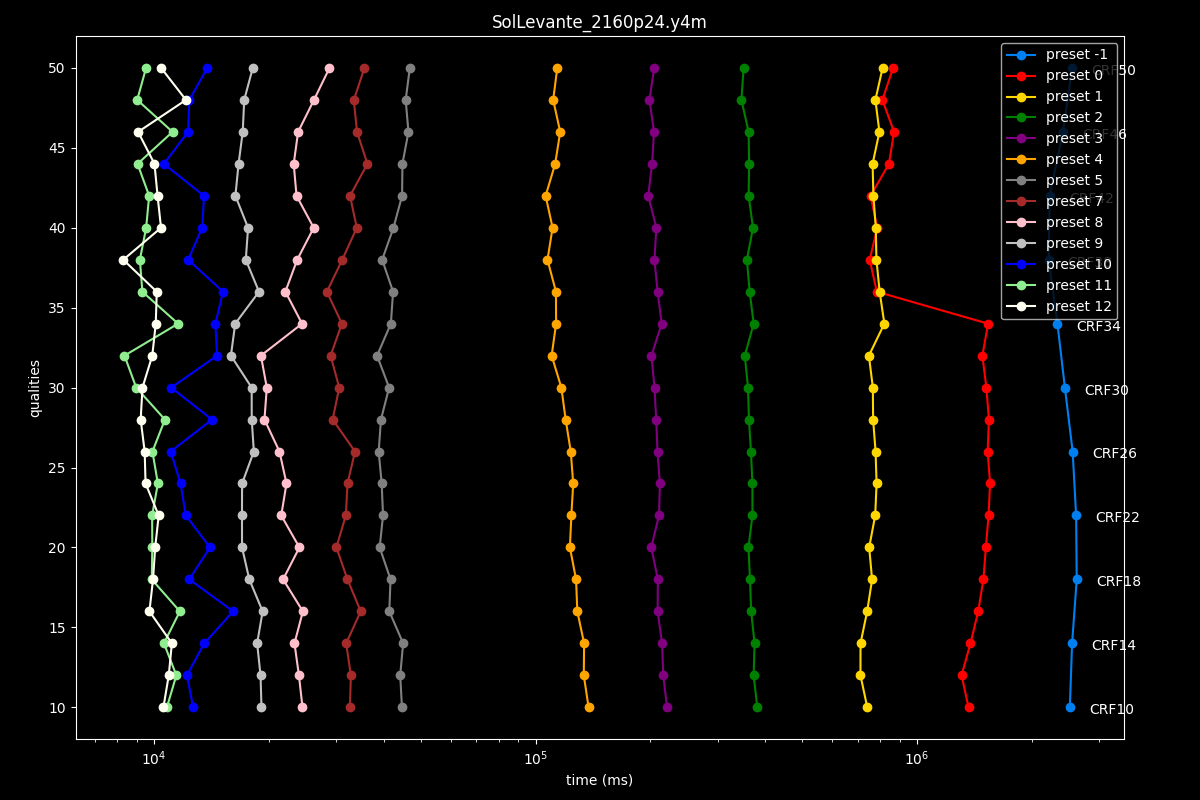 SolLevante_2160p24.y4m
qualities
50
45
40
35
30
25
20
15
10
preset -1
preset 0
preset 1
preset 2
preset 3
preset 4
preset 5
preset 7
preset 8
preset 9
preset 10
preset 11
preset 12
CRF50
CRF46
CRF42
CRF34
CRF30
CRF26
CRF22
CRF18
CRF14
CRF10
10⁴
10⁵
10⁶
time (ms)